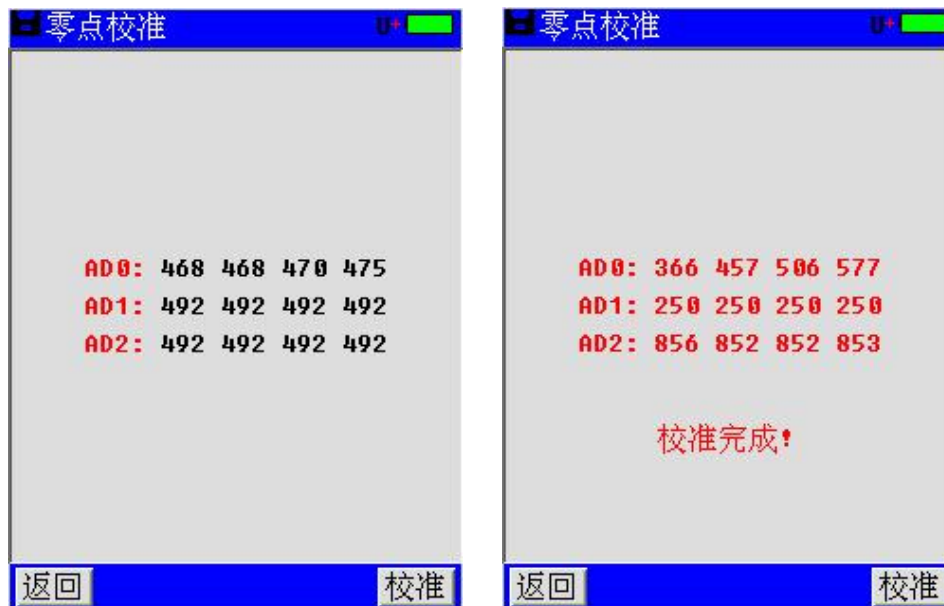 零点校准
U+
AD0: 468 468 470 475
AD1: 492 492 492 492
AD2: 492 492 492 492
返回
校准
零点校准
U+
AD0: 366 457 506 577
AD1: 250 250 250 250
AD2: 856 852 852 853
校准完成!
返回
校准